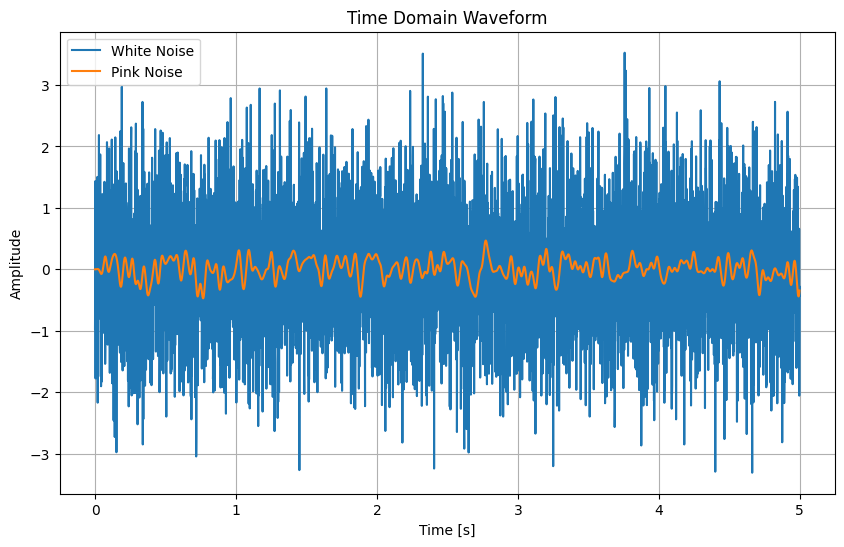 Time Domain Waveform
White Noise
Pink Noise
3
2
1
0
−1
−2
−3
Amplitude
0 1 2 3 4 5
Time [s]